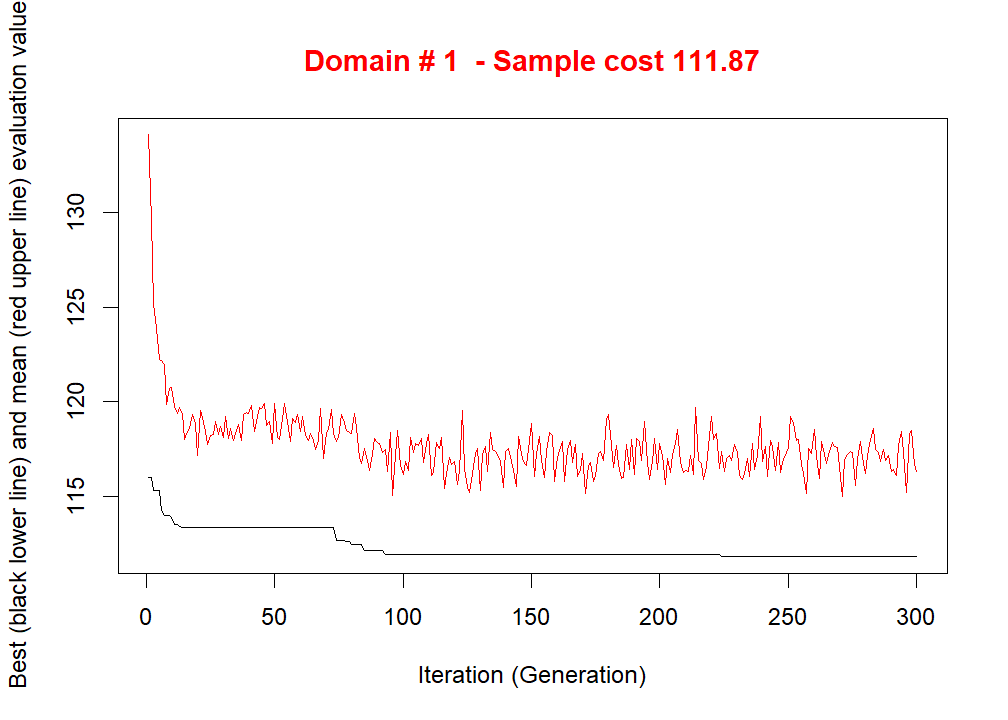 Domain # 1  - Sample cost 111.87
Best (black lower line) and mean (red upper line) evaluation value
130
125
120
115
0 50 100 150 200 250 300
Iteration (Generation)